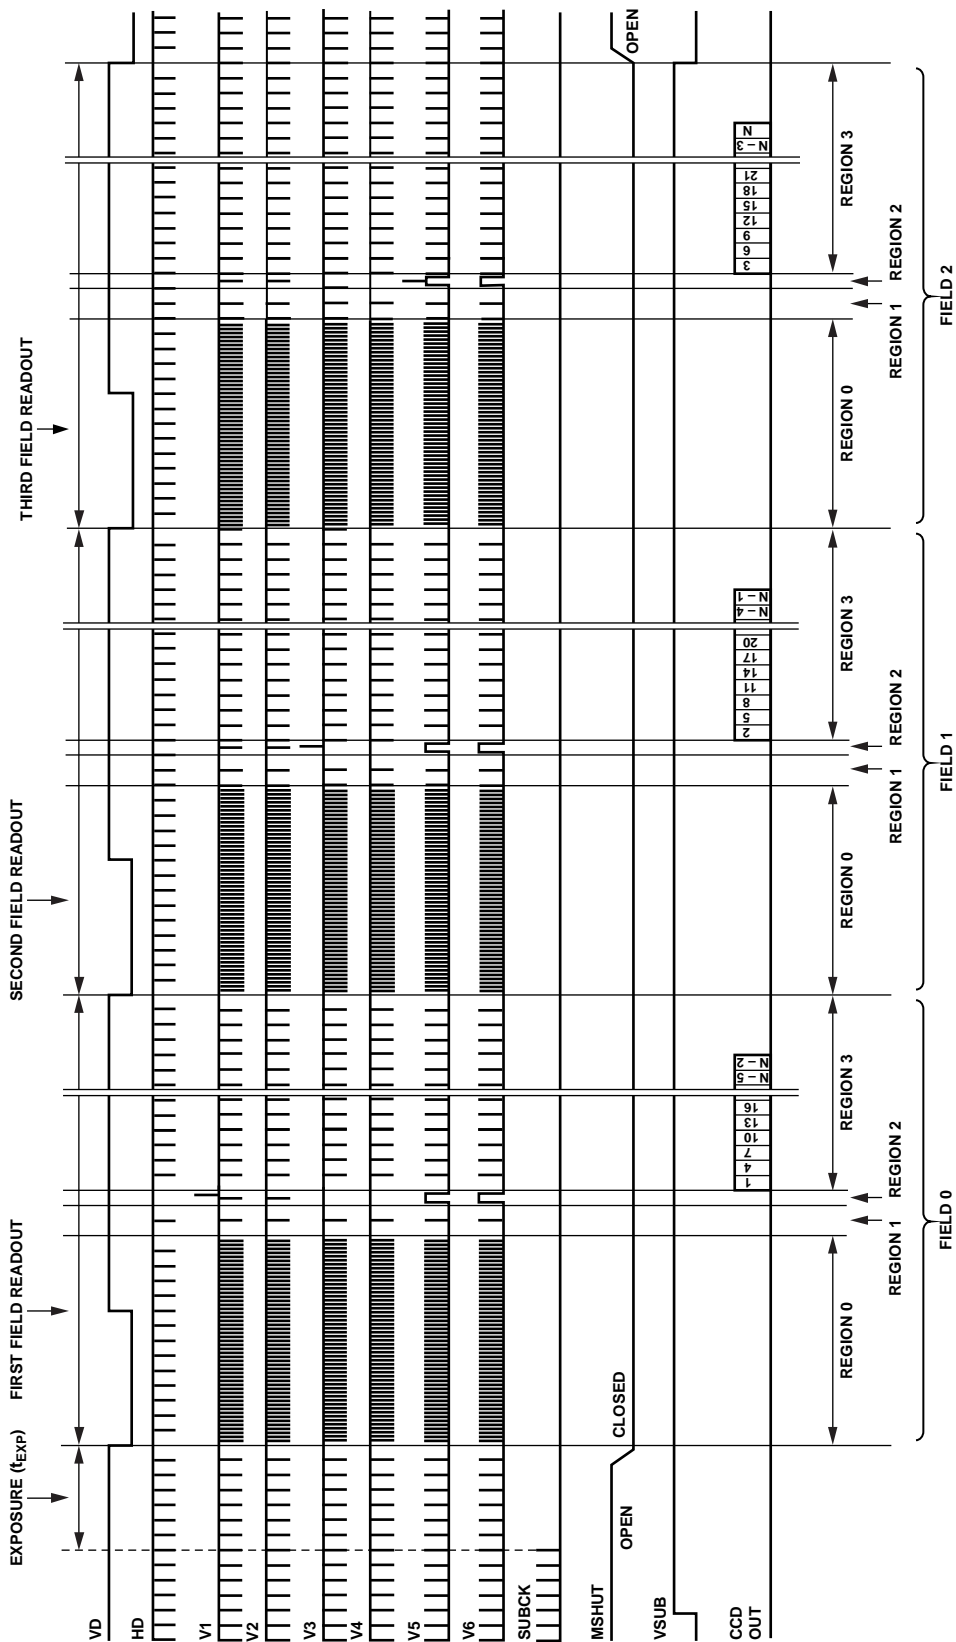 EXPOSURE (tEXP)
FIRST FIELD READOUT
SECOND FIELD READOUT
THIRD FIELD READOUT
VD
HD
V1
V2
V3
V4
V5
V6
SUBCK
MSHUT
OPEN
CLOSED
OPEN
VSUB
CCD
OUT
1
4
7
10
13
16
N – 5
N – 2
2
5
8
11
14
17
20
N – 4
N – 1
3
6
9
12
15
18
21
N – 3
N
REGION 0
REGION 3
REGION 0
REGION 3
REGION 0
REGION 3
REGION 1
REGION 2
REGION 1
REGION 2
REGION 1
REGION 2
FIELD 0
FIELD 1
FIELD 2